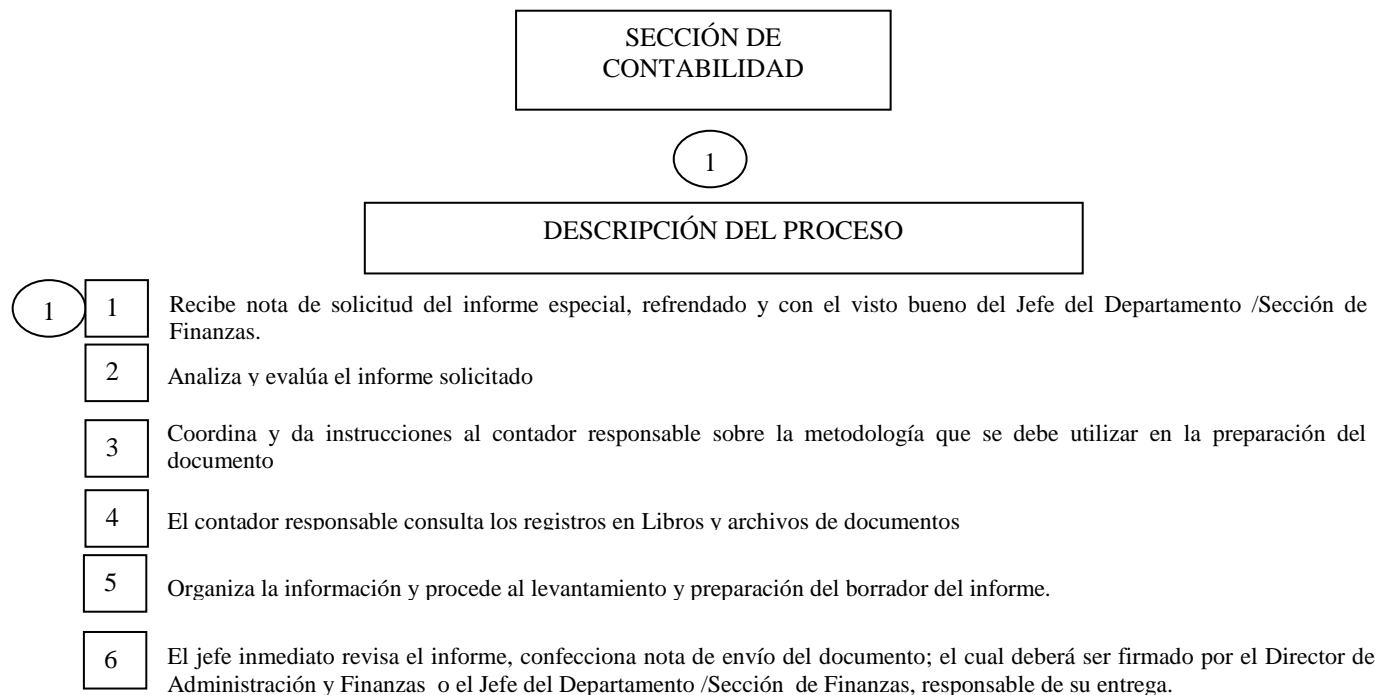 SECCIÓN DE
CONTABILIDAD
1
DESCRIPCIÓN DEL PROCESO
1 1 Recibe nota de solicitud del informe especial, refrendado y con el visto bueno del Jefe del Departamento /Sección de
Finanzas.
2 Analiza y evalúa el informe solicitado
3 Coordina y da instrucciones al contador responsable sobre la metodología que se debe utilizar en la preparación del
documento
4 El contador responsable consulta los registros en Libros y archivos de documentos
5 Organiza la información y procede al levantamiento y preparación del borrador del informe.
6 El jefe inmediato revisa el informe, confecciona nota de envío del documento; el cual deberá ser firmado por el Director de
Administración y Finanzas o el Jefe del Departamento /Sección de Finanzas, responsable de su entrega.